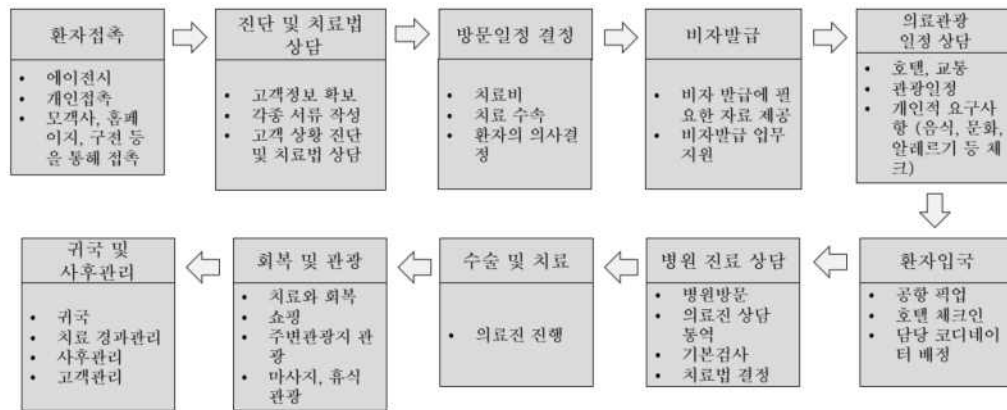 환자접촉
• 에이전시
• 개인접촉
• 모객사, 홈페
이지, 구전 등
을 통해 접촉
진단 및 치료법
상담
• 고객정보 확보
• 각종 서류 작성
• 고객 상황 진단
및 치료법 상담
방문일정 결정
• 치료비
• 치료 수속
• 환자의 의사결
정
비자발급
• 비자 발급에 필
요한 자료 제공
• 비자발급 업무
지원
의료관광
일정 상담
• 호텔, 교통
• 관광일정
• 개인적 요구사
항 (음식, 문화,
알레르기 등 체
크)
환자입국
• 공항 픽업
• 호텔 체크인
• 담당 코디네이
터 배정
병원 진료 상담
• 병원방문
• 의료진 상담
통역
• 기본검사
• 치료법 결정
수술 및 치료
• 의료진 진행
회복 및 관광
• 치료와 회복
• 쇼핑
• 주변관광지 관
광
• 마사지, 휴식
관광
귀국 및
사후관리
• 귀국
• 치료 경과관리
• 사후관리
• 고객관리